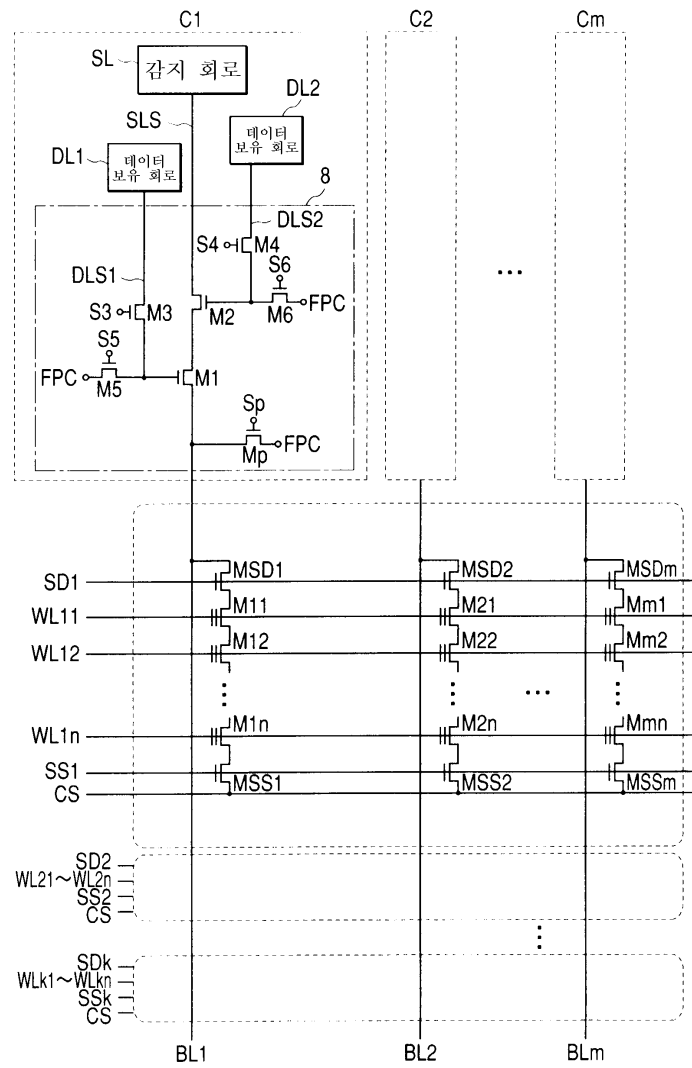 C1 C2 Cm
SL
감지 회로
SLS
DL2
데이터
보유 회로
DL1
데이터
보유 회로
8
DLS2
S4 M4
DLS1
S6
S3 M3
M2 M6 FPC
S5
FPC M5 M1
Sp
FPC
Mp
...
MSD1 MSD2 MSDm
SD1
M11 M21 Mm1
WL11
M12 M22 Mm2
WL12
...
M1n M2n Mmn
WL1n
SS1
MSS1 MSS2 MSSm
CS
SD2
WL21~WL2n
SS2
CS
SDk
WLk1~WLkn
SSk
CS
BL1 BL2 BLm